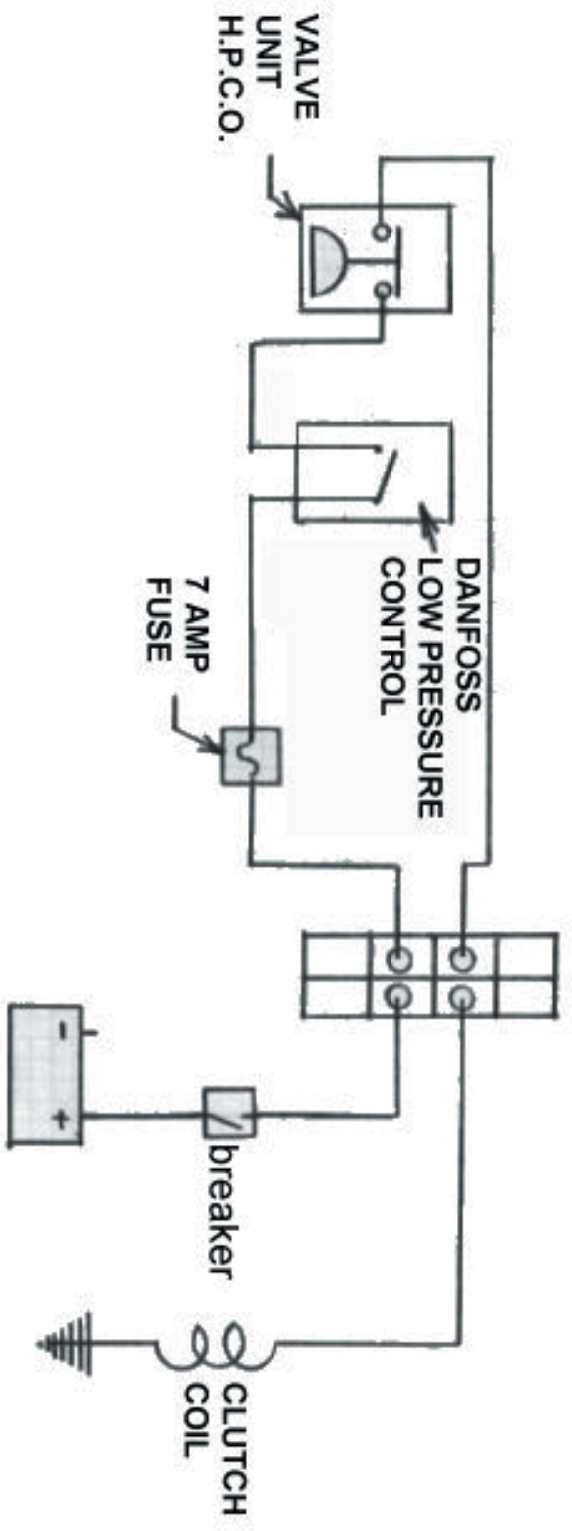 VALVE
UNIT
H.P.C.O.
DANFOSS
LOW PRESSURE
CONTROL
7 AMP
FUSE
- +
breaker
CLUTCH
COIL